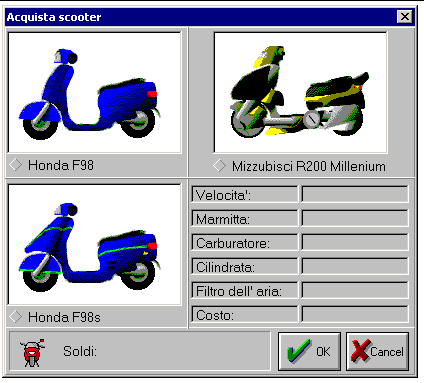 Acquista scooter
Honda F98
Mizzubisci R200 Millenium
Honda F98s
Velocita':
Marmitta:
Carburatore:
Cilindrata:
Filtro dell' aria:
Costo:
Soldi:
OK
Cancel